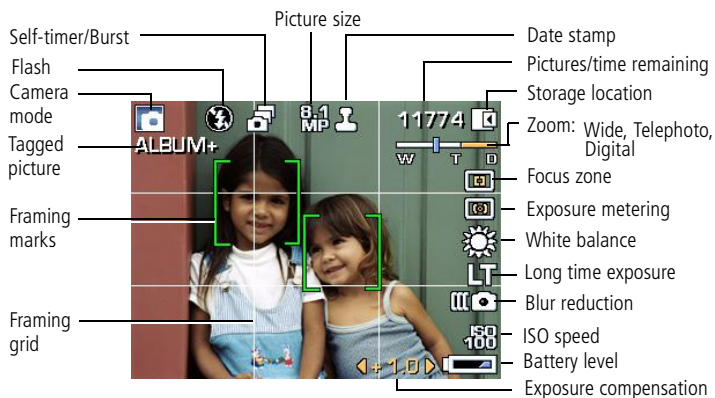 Picture size
Self-timer/Burst
Flash
Camera
mode
Tagged
picture
Framing
marks
Framing
grid
Date stamp
Pictures/time remaining
Storage location
Zoom: Wide, Telephoto,
Digital
Focus zone
Exposure metering
White balance
Long time exposure
Blur reduction
ISO speed
Battery level
Exposure compensation
8.1
MP
11774
ALBUM+
W T D
LT
ISO
100
+1.0